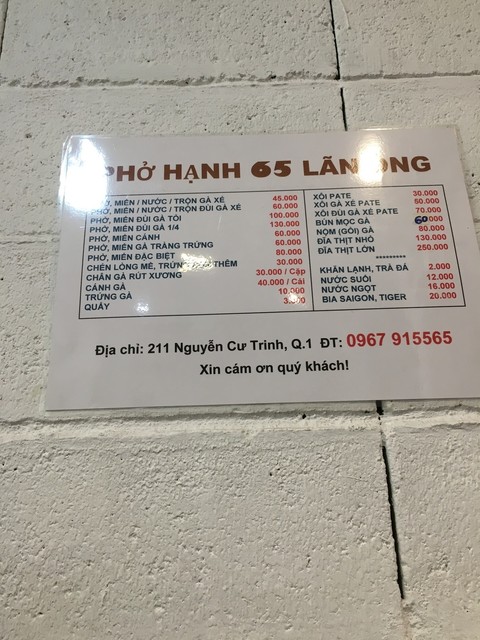 PHỞ HẠNH 65 LÃN ÔNG
PHỞ, MIẾN / NƯỚC / TRỘN GÀ XÉ 45.000
PHỞ, MIẾN / NƯỚC / TRỘN ĐÙI GÀ XÉ 60.000
PHỞ, MIẾN ĐÙI GÀ TỎI 100.000
PHỞ, MIẾN ĐÙI GÀ 1/4 130.000
PHỞ, MIẾN CÁNH 60.000
PHỞ, MIẾN GÀ TRÀNG TRỨNG 60.000
PHỞ, MIẾN ĐẶC BIỆT 80.000
CHÉN LÒNG MỀ, TRỨNG THÊM 30.000
CHÂN GÀ RÚT XƯƠNG 30.000 / Cặp
CÁNH GÀ 40.000 / Cái
TRỨNG GÀ 10.000
QUẨY
XÔI PATE 30.000
XÔI GÀ XÉ PATE 50.000
XÔI ĐÙI GÀ XÉ PATE 70.000
BÚN MỌC GÀ 60.000
NỘM (GỎI) GÀ 80.000
ĐĨA THỊT NHỎ 130.000
ĐĨA THỊT LỚN 250.000
*********
KHĂN LẠNH, TRÀ ĐÁ 2.000
NƯỚC SUỐI 12.000
NƯỚC NGỌT 16.000
BIA SAIGON, TIGER 20.000
Địa chỉ: 211 Nguyễn Cư Trinh, Q.1 ĐT: 0967 915565
Xin cám ơn quý khách!